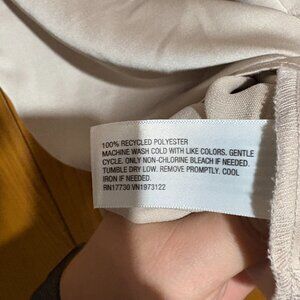 100% RECYCLED POLYESTER
MACHINE WASH COLD WITH LIKE COLORS, GENTLE
CYCLE. ONLY NON-CHLORINE BLEACH IF NEEDED.
TUMBLE DRY LOW. REMOVE PROMPTLY. COOL
IRON IF NEEDED.
RN17730 VN1973122